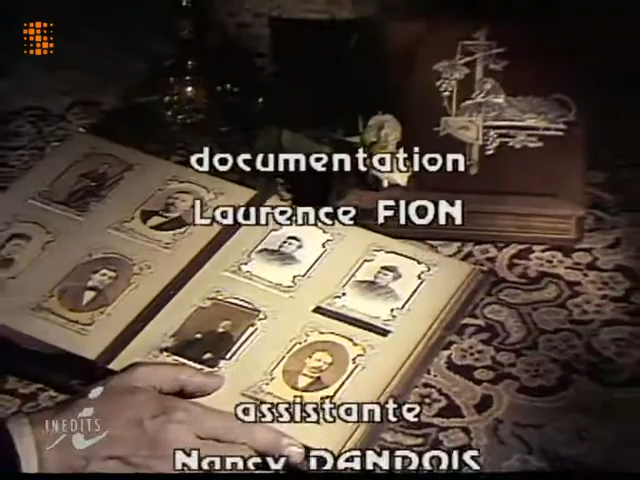 documentation
Laurence FION
assistante
INEDITS
Nancy DANDOIS